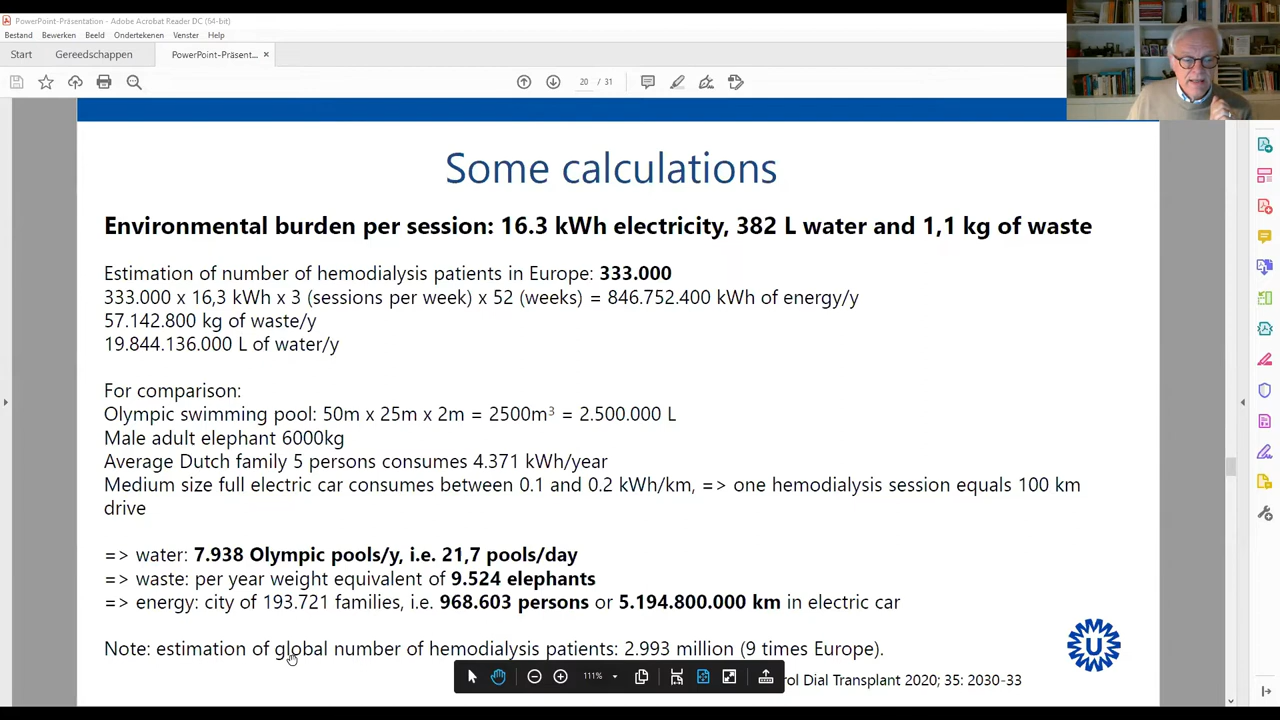 PowerPoint-Präsentation - Adobe Acrobat Reader DC (64-bit)
Bestand Bewerken Beeld Ondertekenen Venster Help
Start Gereedschappen PowerPoint-Präsent... ×
20 / 31
Some calculations
Environmental burden per session: 16.3 kWh electricity, 382 L water and 1,1 kg of waste
Estimation of number of hemodialysis patients in Europe: 333.000
333.000 x 16,3 kWh x 3 (sessions per week) x 52 (weeks) = 846.752.400 kWh of energy/y
57.142.800 kg of waste/y
19.844.136.000 L of water/y
For comparison:
Olympic swimming pool: 50m x 25m x 2m = 2500m³ = 2.500.000 L
Male adult elephant 6000kg
Average Dutch family 5 persons consumes 4.371 kWh/year
Medium size full electric car consumes between 0.1 and 0.2 kWh/km, => one hemodialysis session equals 100 km
drive
=> water: 7.938 Olympic pools/y, i.e. 21,7 pools/day
=> waste: per year weight equivalent of 9.524 elephants
=> energy: city of 193.721 families, i.e. 968.603 persons or 5.194.800.000 km in electric car
Note: estimation of global number of hemodialysis patients: 2.993 million (9 times Europe).
111%
rol Dial Transplant 2020; 35: 2030-33
U